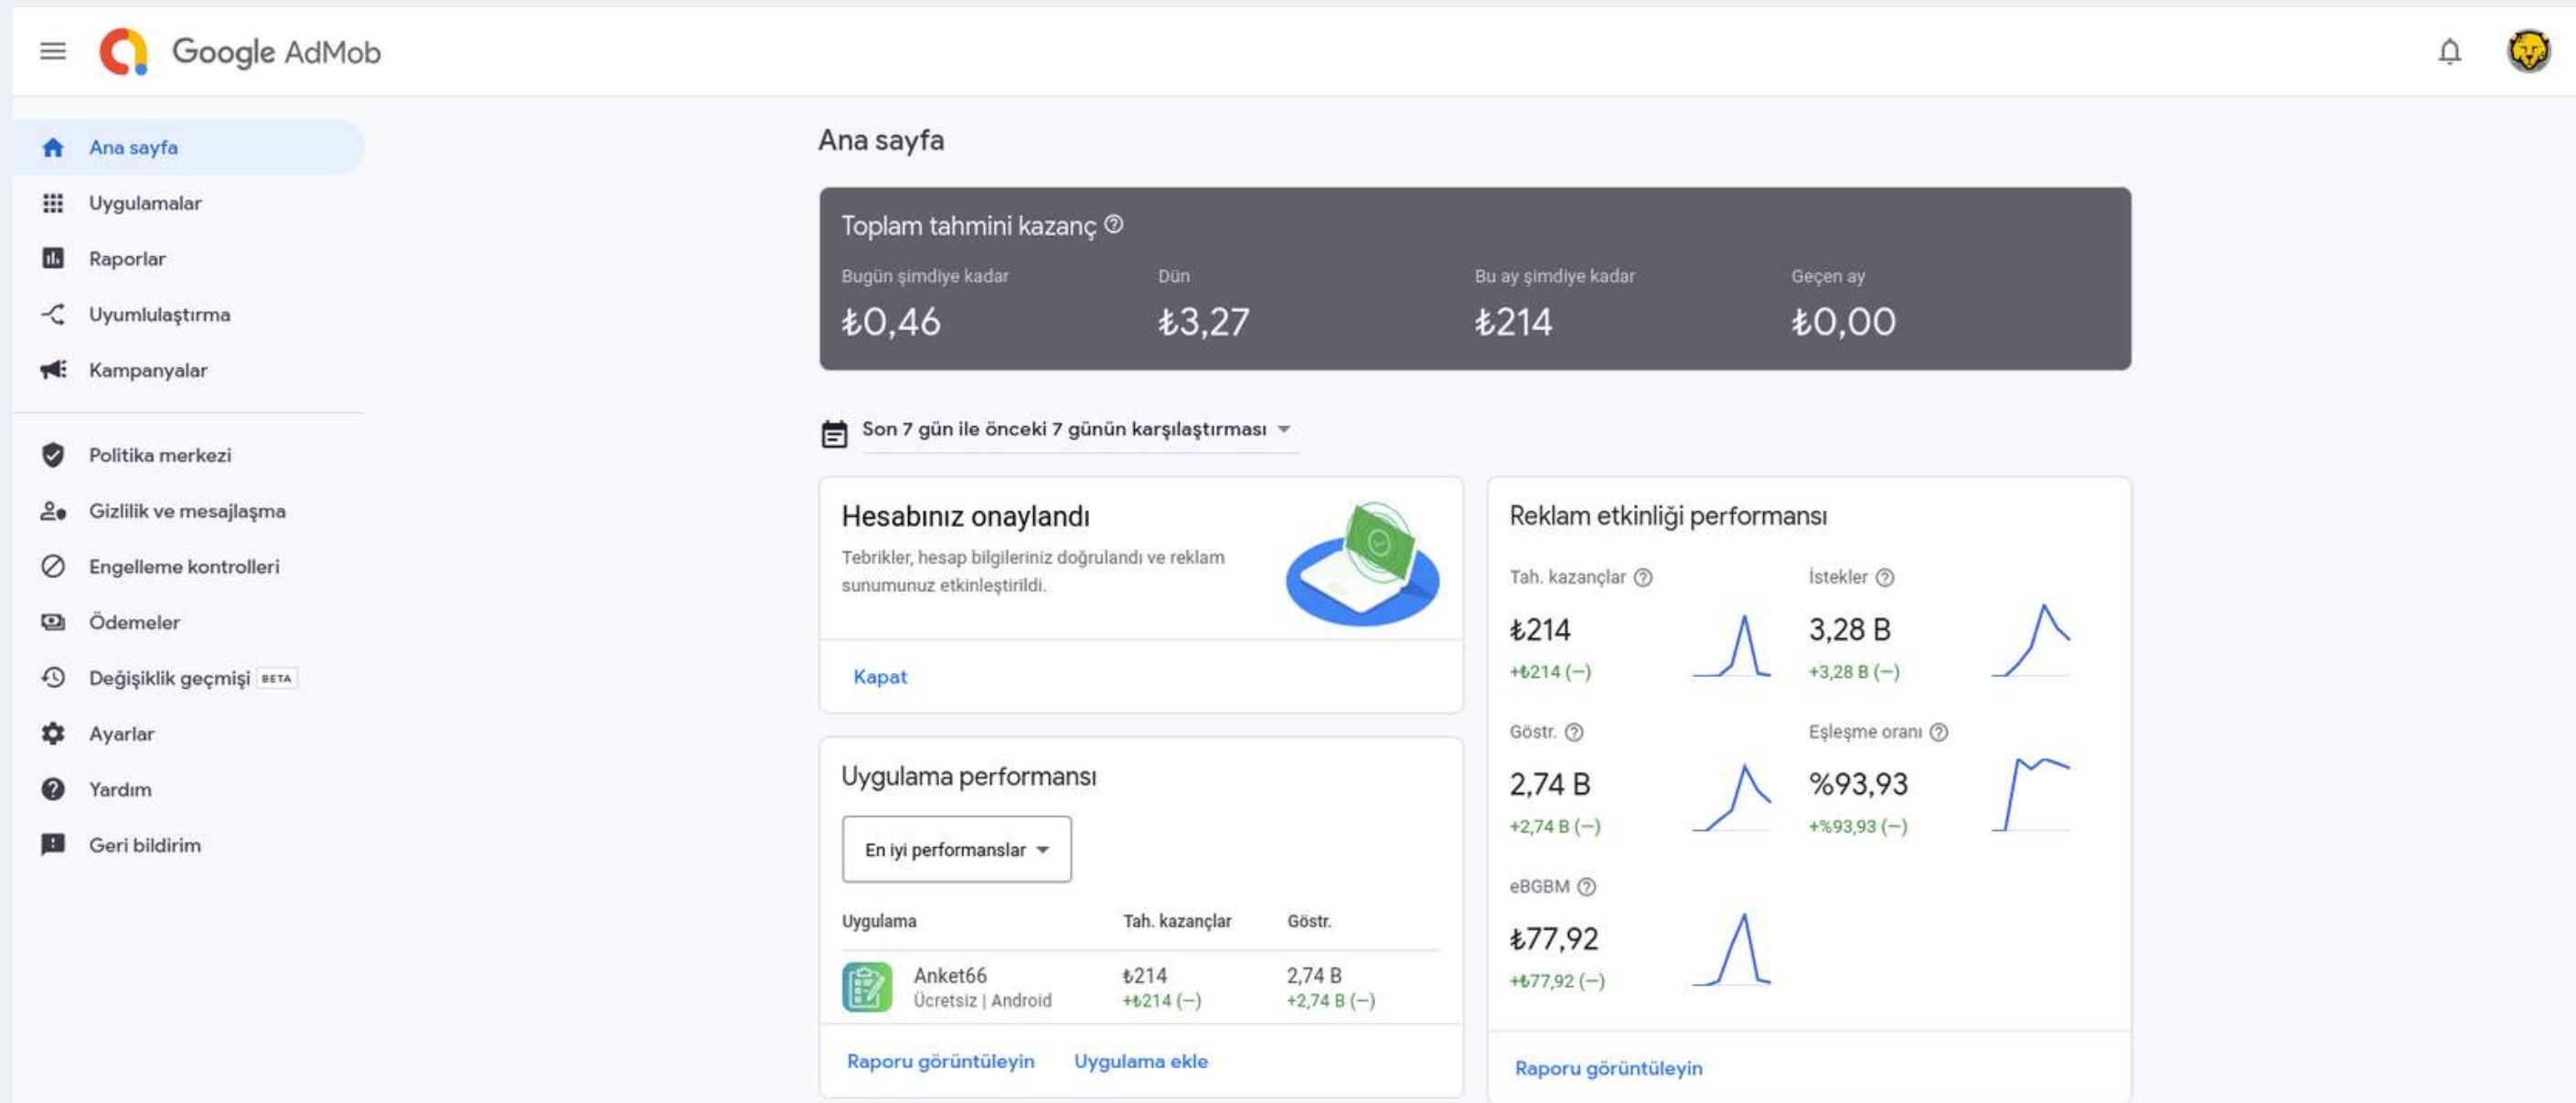 Google AdMob
Ana sayfa
Uygulamalar
Raporlar
Uyumlulaştırma
Kampanyalar
Politika merkezi
Gizlilik ve mesajlaşma
Engelleme kontrolleri
Ödemeler
Değişiklik geçmişi BETA
Ayarlar
Yardım
Geri bildirim
Ana sayfa
Toplam tahmini kazanç
Bugün şimdiye kadar
₺0,46
Dün
₺3,27
Bu ay şimdiye kadar
₺214
Geçen ay
₺0,00
Son 7 gün ile önceki 7 günün karşılaştırması
Hesabınız onaylandı
Tebrikler, hesap bilgileriniz doğrulandı ve reklam
sunumunuz etkinleştirildi.
Kapat
Uygulama performansı
En iyi performanslar
Uygulama Tah. kazançlar Göstr.
Anket66 ₺214 2,74 B
Ücretsiz | Android +₺214 (—) +2,74 B (—)
Raporu görüntüleyin Uygulama ekle
Reklam etkinliği performansı
Tah. kazançlar
₺214
+₺214 (—)
İstekler
3,28 B
+3,28 B (—)
Göstr.
2,74 B
+2,74 B (—)
Eşleşme oranı
%93,93
+%93,93 (—)
eBGBM
₺77,92
+₺77,92 (—)
Raporu görüntüleyin